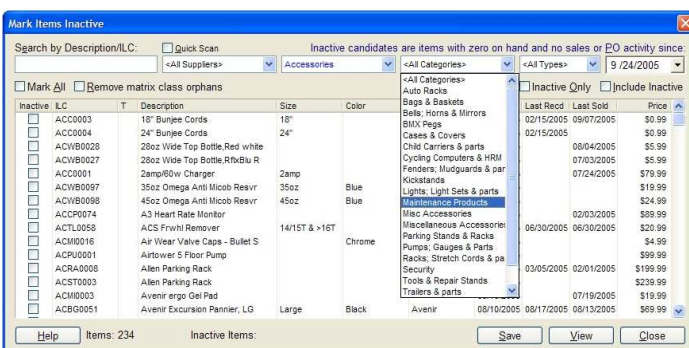 Mark Items Inactive
Search by Description/ILC: Quick Scan Inactive candidates are items with zero on hand and no sales or PO activity since:
<All Suppliers> Accessories <All Categories> <All Types> 9 /24/2005
Mark All Remove matrix class orphans Inactive Only Include Inactive
<All Categories>
Auto Racks
Bags & Baskets
Bells; Horns & Mirrors
BMX Pegs
Cases & Covers
Child Carriers & parts
Cycling Computers & HRM
Fenders; Mudguards & par
Kickstands
Lights; Light Sets & parts
Maintenance Products
Misc Accessories
Miscellaneous Accessories
Parking Stands & Racks
Pumps; Gauges & Parts
Racks; Stretch Cords & pa
Security
Tools & Repair Stands
Trailers & parts
Inactive ILC T Description Size Color Last Recd Last Sold Price
ACC0003 18" Bunjee Cords 18" 02/15/2005 09/07/2005 $0.99
ACC0004 24" Bunjee Cords 24" 02/15/2005 $0.99
ACWB0028 28oz Wide Top Bottle,Red white 08/04/2005 $5.99
ACWB0027 28oz Wide Top Bottle,RflxBlu R 07/03/2005 $5.99
ACC0001 2amp/60w Charger 2amp 07/24/2005 $79.99
ACWB0097 35oz Omega Anti Micob Resvr 35oz Blue $19.99
ACWB0098 45oz Omega Anti Micob Resvr 45oz Blue $24.99
ACCP0074 A3 Heart Rate Monitor 02/03/2005 $89.99
ACTL0058 ACS Frwhl Remover 14/15T & >16T 06/30/2005 06/30/2005 $20.99
ACMI0016 Air Wear Valve Caps - Bullet S Chrome $4.99
ACPU0001 Airtower 5 Floor Pump $99.99
ACRA0008 Allen Parking Rack 03/05/2005 02/01/2005 $199.99
ACST0003 Allen Parking Rack $239.99
ACMI0003 Avenir ergo Gel Pad 07/19/2005 $19.99
ACBG0051 Avenir Excursion Pannier, LG Large Black Avenir 08/10/2005 08/17/2005 08/13/2005 $69.99
Help Items: 234 Inactive Items: Save View Close